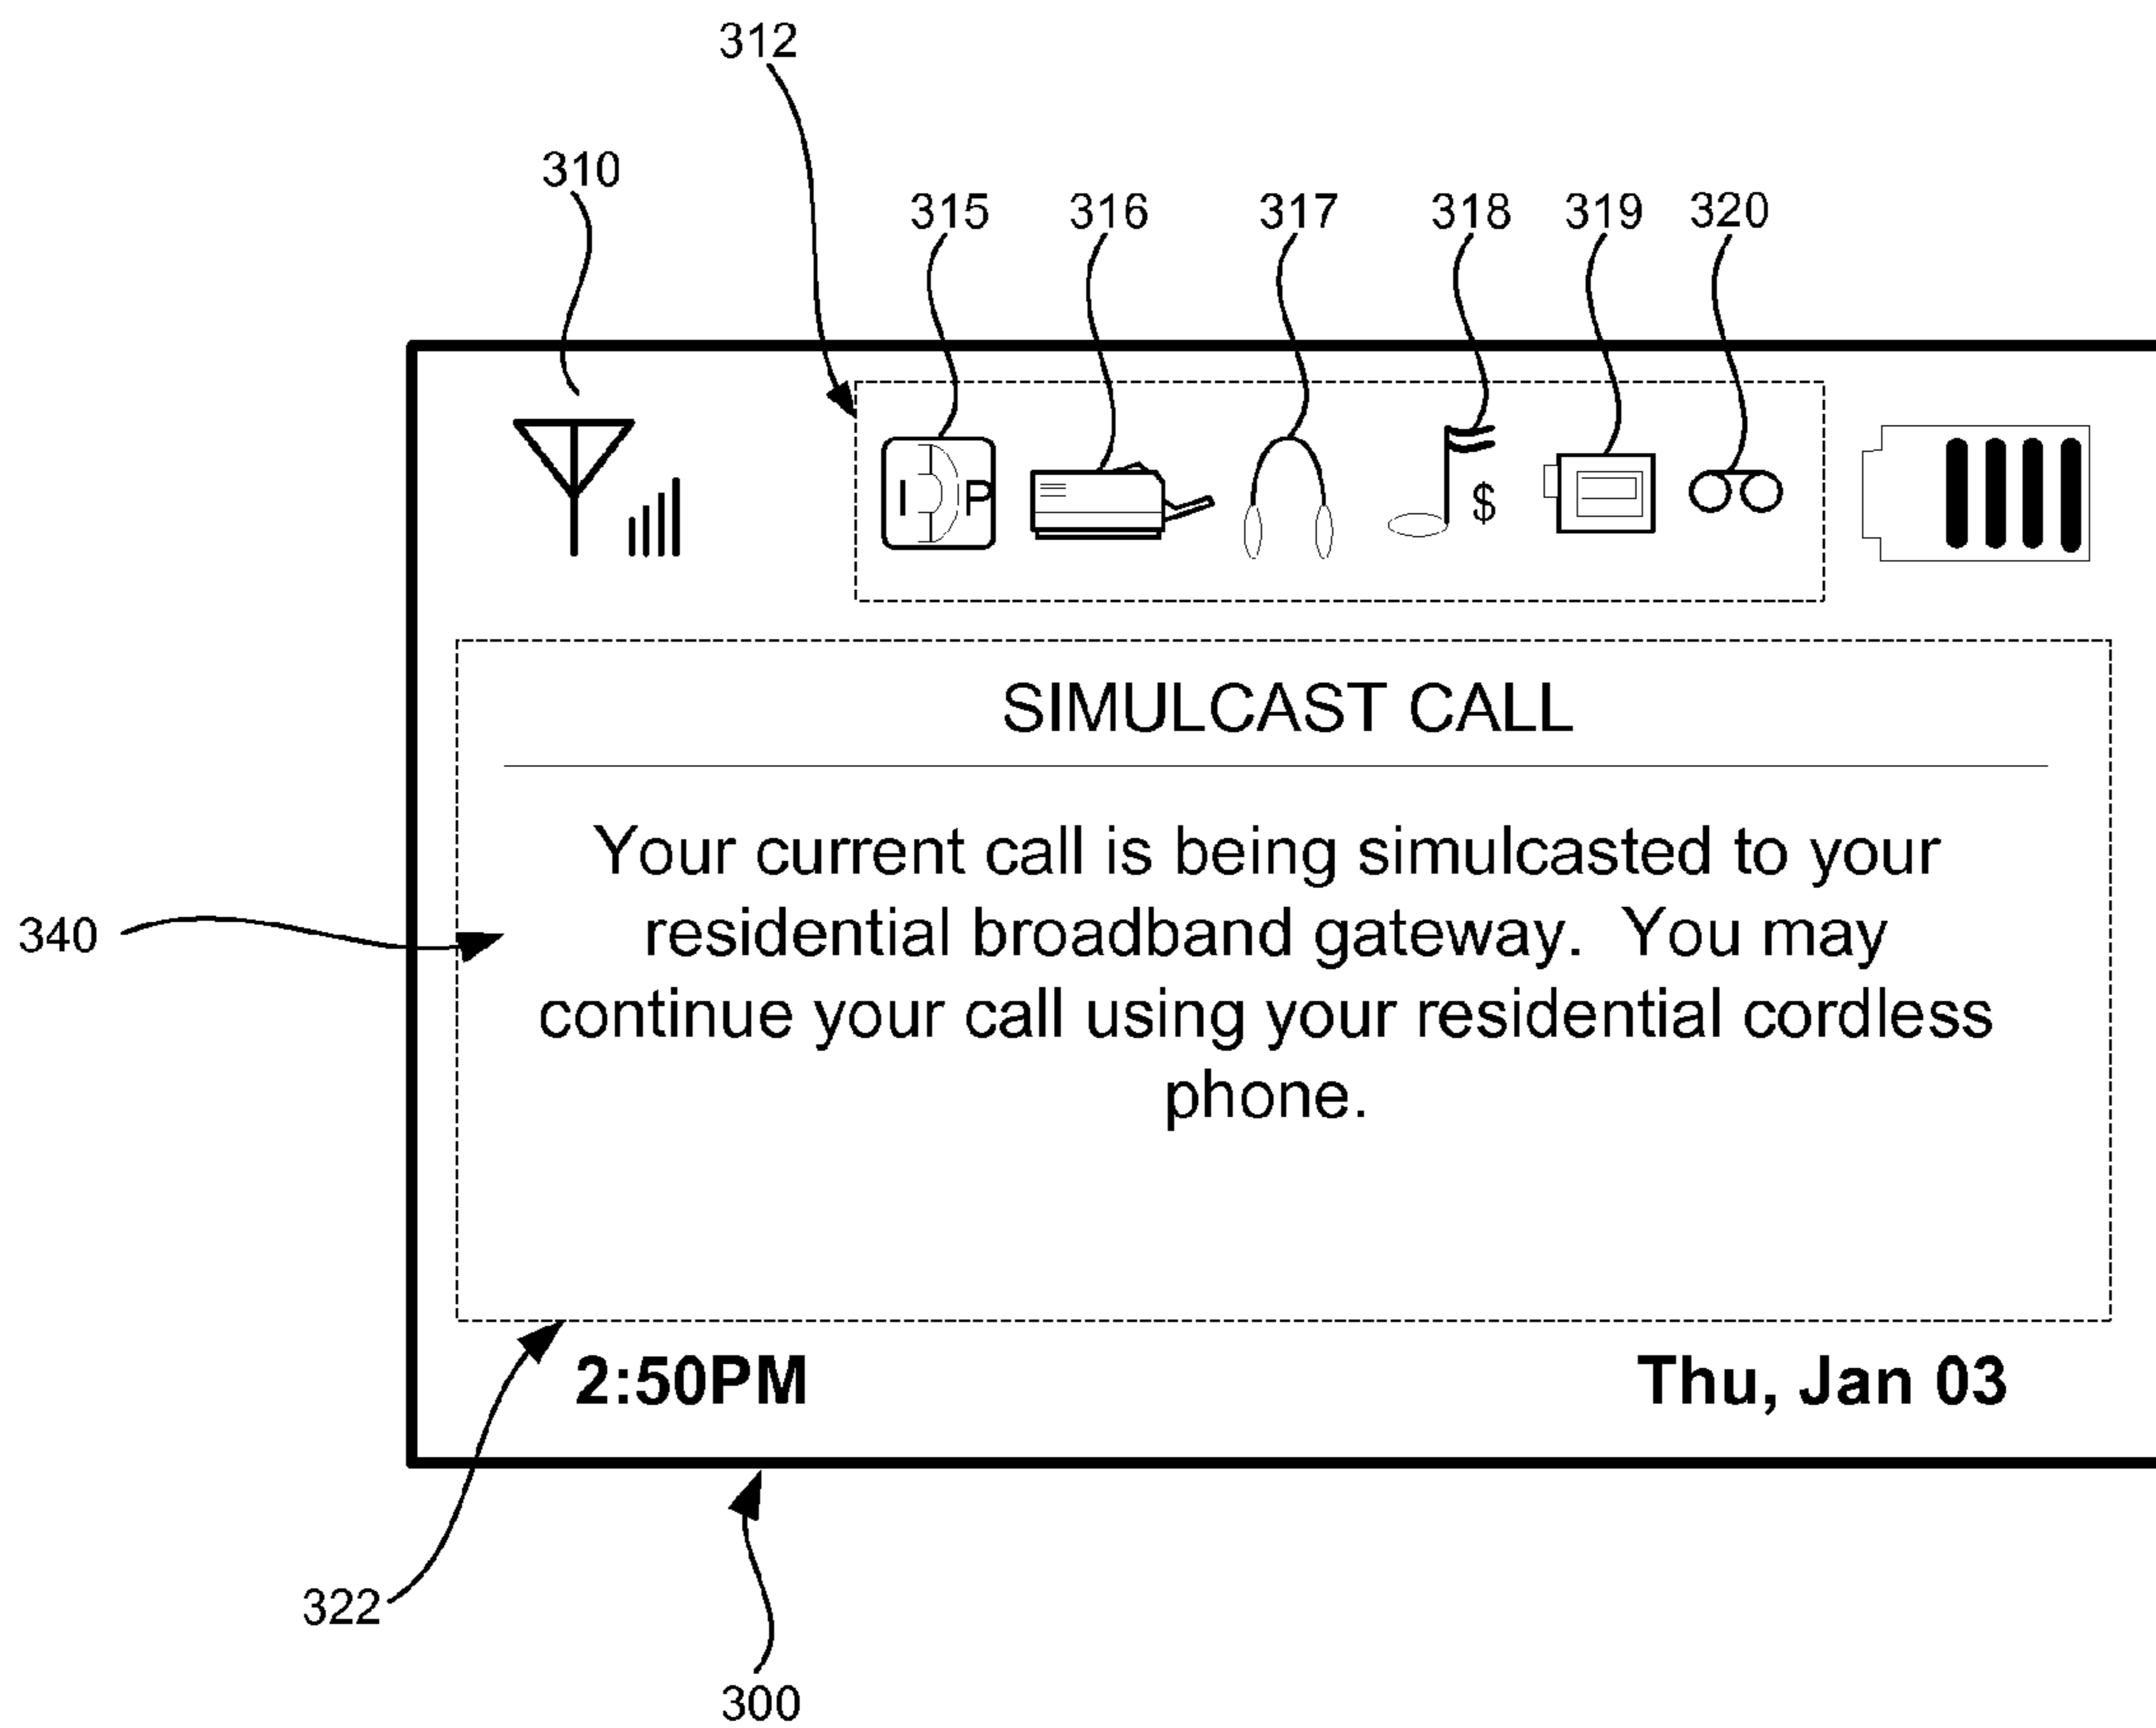 312
310
315 316 317 318 319 320
I P
$
SIMULCAST CALL
Your current call is being simulcasted to your
residential broadband gateway.  You may
continue your call using your residential cordless
phone.
340
2:50PM Thu, Jan 03
322
300